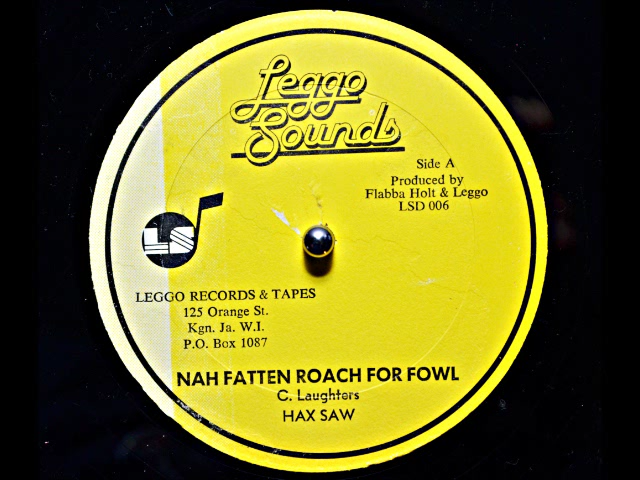 Leggo
Sounds
Side A
Produced by
Flabba Holt & Leggo
LSD 006
LS
LEGGO RECORDS & TAPES
125 Orange St.
Kgn. Ja. W.I.
P.O. Box 1087
NAH FATTEN ROACH FOR FOWL
C. Laughters
HAX SAW